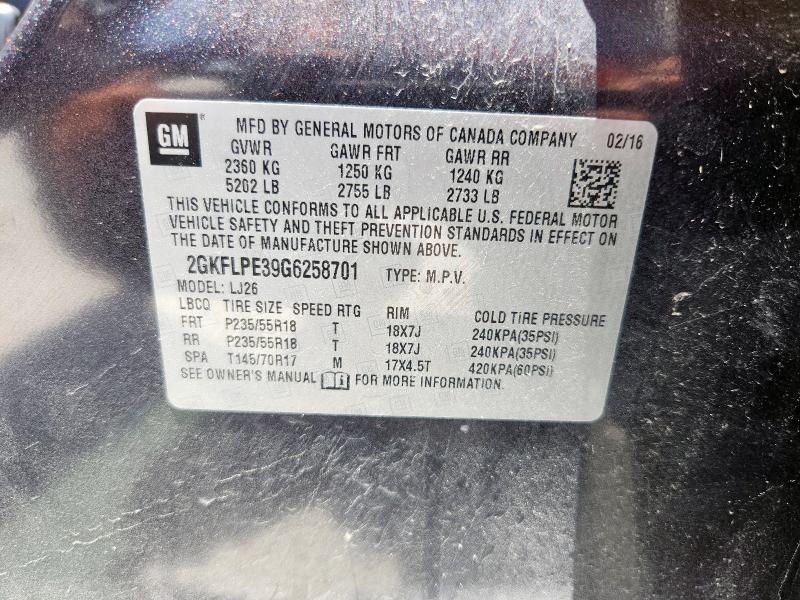 GM ® MFD BY GENERAL MOTORS OF CANADA COMPANY 02/16
GVWR GAWR FRT GAWR RR
2360 KG 1250 KG 1240 KG
5202 LB 2755 LB 2733 LB
THIS VEHICLE CONFORMS TO ALL APPLICABLE U.S. FEDERAL MOTOR
VEHICLE SAFETY AND THEFT PREVENTION STANDARDS IN EFFECT ON
THE DATE OF MANUFACTURE SHOWN ABOVE.
2GKFLPE39G6258701 TYPE: M.P.V.
MODEL: LJ26
LBCQ TIRE SIZE SPEED RTG RIM COLD TIRE PRESSURE
FRT P235/55R18 T 18X7J 240KPA(35PSI)
RR P235/55R18 T 18X7J 240KPA(35PSI)
SPA T145/70R17 M 17X4.5T 420KPA(60PSI)
SEE OWNER'S MANUAL FOR MORE INFORMATION.